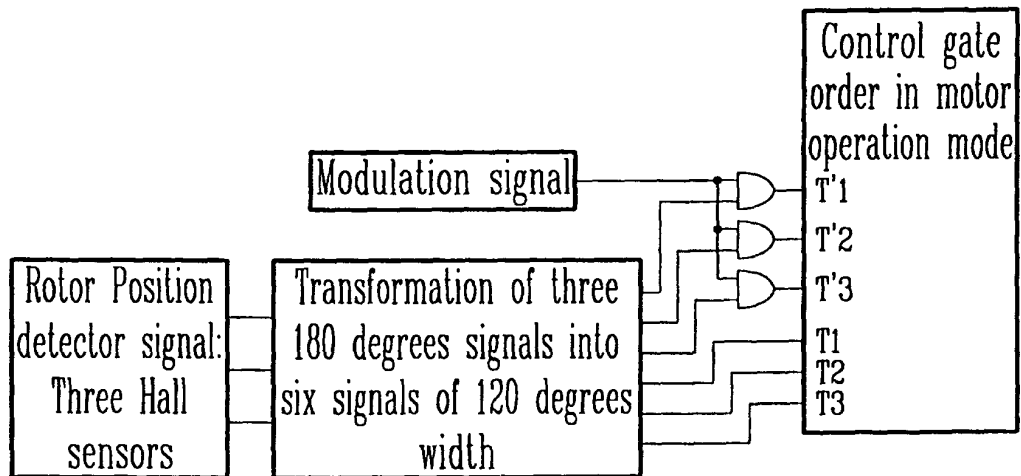 Control gate
order in motor
operation mode
Modulation signal
T'1
T'2
T'3
T1
T2
T3
Rotor Position
detector signal:
Three Hall
sensors
Transformation of three
180 degrees signals into
six signals of 120 degrees
width